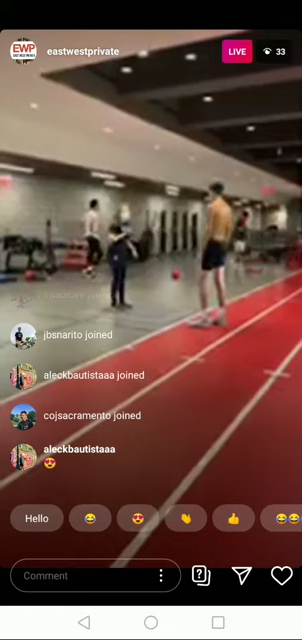 EWP
eastwestprivate
LIVE
33
jbsnarito joined
aleckbautistaaa joined
cojsacramento joined
aleckbautistaaa
😍
Hello
Comment